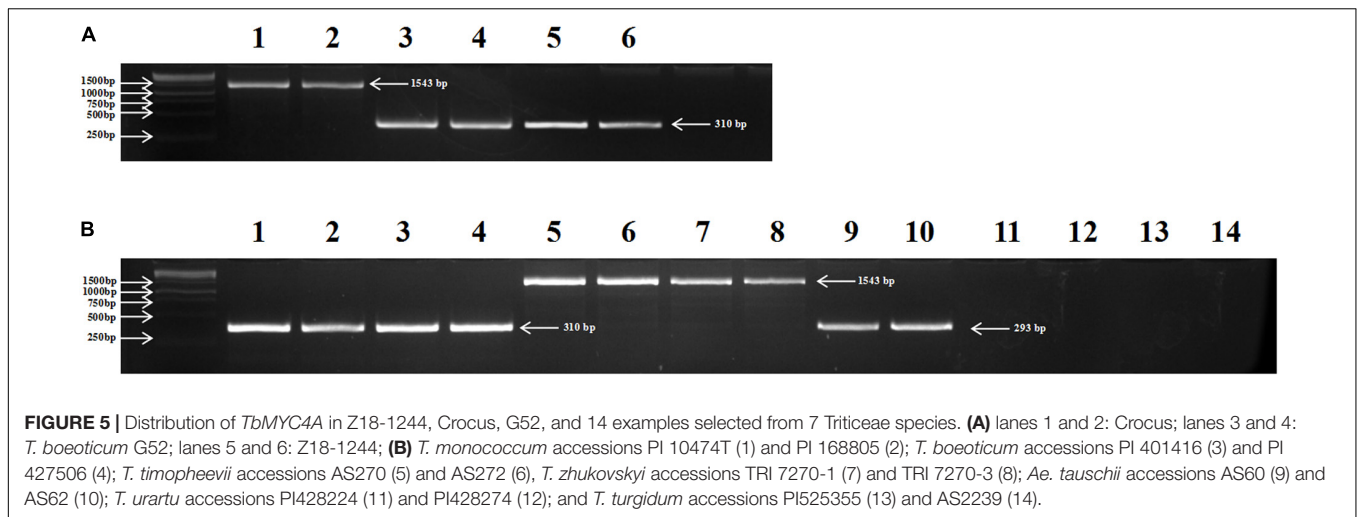 A
1 2 3 4 5 6
1500bp
1000bp
750bp
500bp
250bp
1543 bp
310 bp
B
1 2 3 4 5 6 7 8 9 10 11 12 13 14
1500bp
1000bp
750bp
500bp
250bp
1543 bp
310 bp
293 bp
FIGURE 5 | Distribution of TbMYC4A in Z18-1244, Crocus, G52, and 14 examples selected from 7 Triticeae species. (A) lanes 1 and 2: Crocus; lanes 3 and 4:
T. boeoticum G52; lanes 5 and 6: Z18-1244; (B) T. monococcum accessions PI 10474T (1) and PI 168805 (2); T. boeoticum accessions PI 401416 (3) and PI
427506 (4); T. timopheevii accessions AS270 (5) and AS272 (6), T. zhukovskyi accessions TRI 7270-1 (7) and TRI 7270-3 (8); Ae. tauschii accessions AS60 (9) and
AS62 (10); T. urartu accessions PI428224 (11) and PI428274 (12); and T. turgidum accessions PI525355 (13) and AS2239 (14).